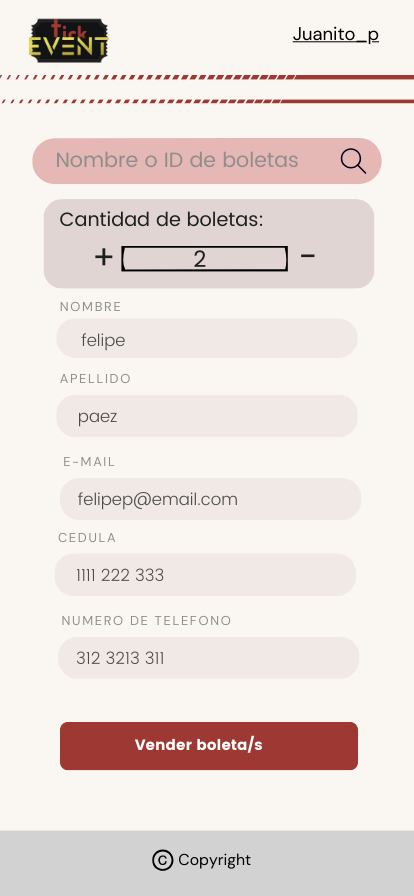 tick
EVENT
Juanito_p
Nombre o ID de boletas
Cantidad de boletas:
+ 2 -
NOMBRE
felipe
APELLIDO
paez
E-MAIL
felipep@email.com
CEDULA
1111 222 333
NUMERO DE TELEFONO
312 3213 311
Vender boleta/s
© Copyright